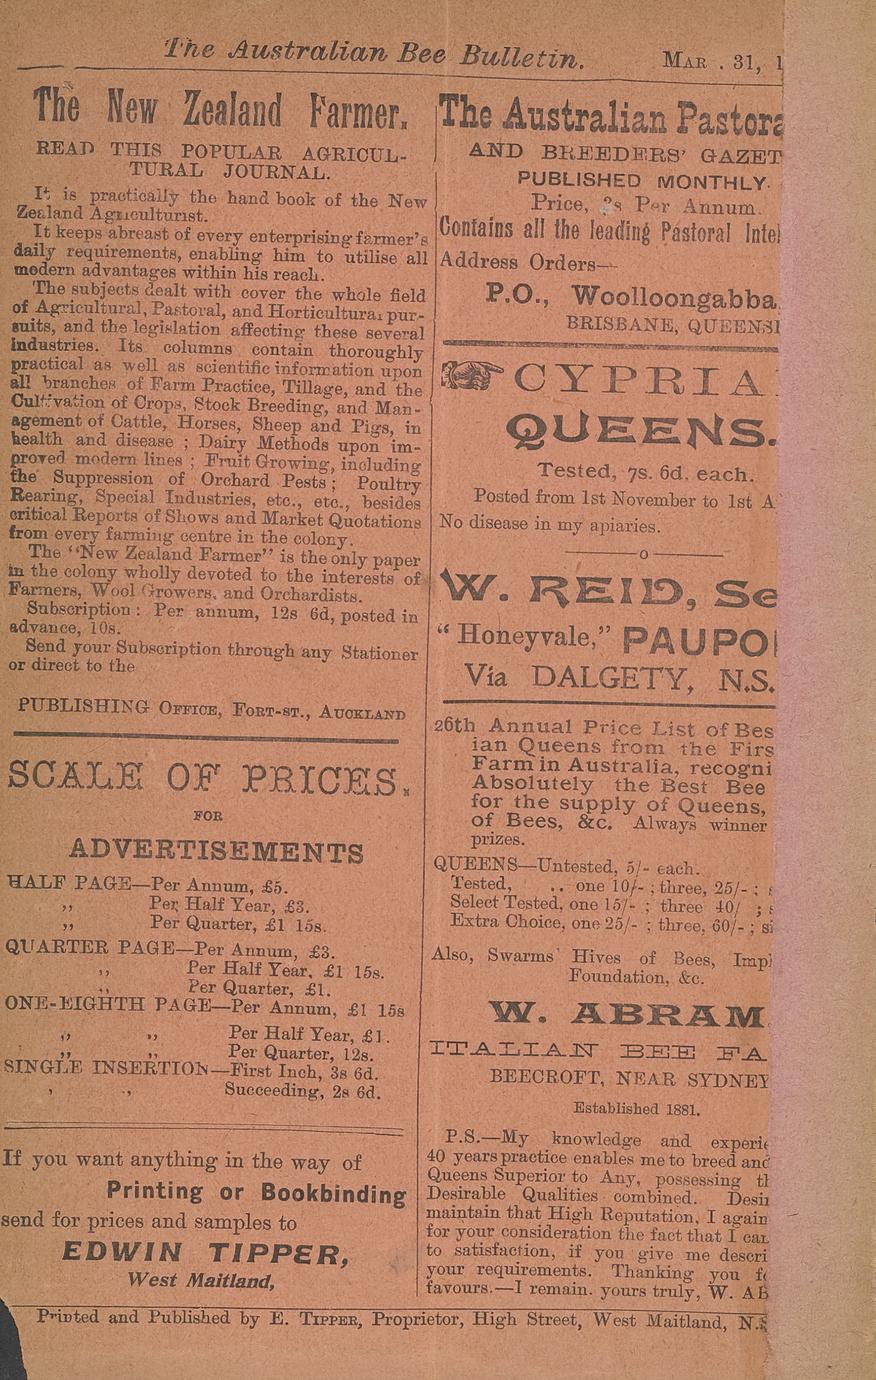 The Australian Bee Bulletin. MAR . 31, 1
The New Zealand Farmer.
READ THIS POPULAR AGRICUL-
TURAL JOURNAL.
It is practically the hand book of the New
Zealand Agriculturist.
It keeps abreast of every enterprising farmer's
daily requirements, enabling him to utilise all
modern advantages within his reach.
The subjects dealt with cover the whole field
of Agricultural, Pastoral, and Horticultural pur-
suits, and the legislation affecting these several
industries. Its columns contain thoroughly
practical as well as scientific information upon
all branches of Farm Practice, Tillage, and the
Cultivation of Crops, Stock Breeding, and Man-
agement of Cattle, Horses, Sheep and Pigs, in
health and disease ; Dairy Methods upon im-
proved modern lines ; Fruit Growing, including
the Suppression of Orchard Pests ; Poultry
Rearing, Special Industries, etc., etc., besides
critical Reports of Shows and Market Quotations
from every farming centre in the colony.
The "New Zealand Farmer" is the only paper
in the colony wholly devoted to the interests of
Farmers, Wool Growers, and Orchardists.
Subscription : Per annum, 12s 6d, posted in
advance, 10s.
Send your Subscription through any Stationer
or direct to the
PUBLISHING OFFICE, FORT-ST., AUCKLAND
SCALE OF PRICES.
FOR
ADVERTISEMENTS
HALF PAGE—Per Annum, £5.
,, Per Half Year, £3.
,, Per Quarter, £1 15s.
QUARTER PAGE—Per Annum, £3.
,, Per Half Year, £1 15s.
,, Per Quarter, £1.
ONE-EIGHTH PAGE—Per Annum, £1 15s
,, ,, Per Half Year, £1.
,, ,, Per Quarter, 12s.
SINGLE INSERTION—First Inch, 3s 6d.
, ,, Succeeding, 2s 6d.
If you want anything in the way of
Printing or Bookbinding
send for prices and samples to
EDWIN TIPPER,
West Maitland,
The Australian Pastora
AND BREEDERS' GAZET
PUBLISHED MONTHLY.
Price, s Per Annum.
Contains all the leading Pastoral Intel
Address Orders—
P.O., Woolloongabba
BRISBANE, QUEENSL
CYPRIA
QUEENS.
Tested, 7s. 6d. each.
Posted from 1st November to 1st A
No disease in my apiaries.
o
W. REID, Se
"Honeyvale," PAUPO
Via DALGETY, N.S.
26th Annual Price List of Bes
ian Queens from the Firs
Farm in Australia, recogni
Absolutely the Best Bee
for the supply of Queens,
of Bees, &c. Always winner
prizes.
QUEENS—Untested, 5/- each.
Tested, .. one 10/- ; three, 25/- ; s
Select Tested, one 15/- ; three 40/ ; s
Extra Choice, one 25/- ; three, 60/- ; si
Also, Swarms Hives of Bees, Imp
Foundation, &c.
W. ABRAM
ITALIAN BEE FA
BEECROFT, NEAR SYDNEY
Established 1881.
P.S.—My knowledge and experie
40 years practice enables me to breed and
Queens Superior to Any, possessing tl
Desirable Qualities combined. Desii
maintain that High Reputation, I again
for your consideration the fact that I can
to satisfaction, if you give me descri
your requirements. Thanking you f
favours.—I remain. yours truly, W. AB
Printed and Published by E. TIPPER, Proprietor, High Street, West Maitland, N.S